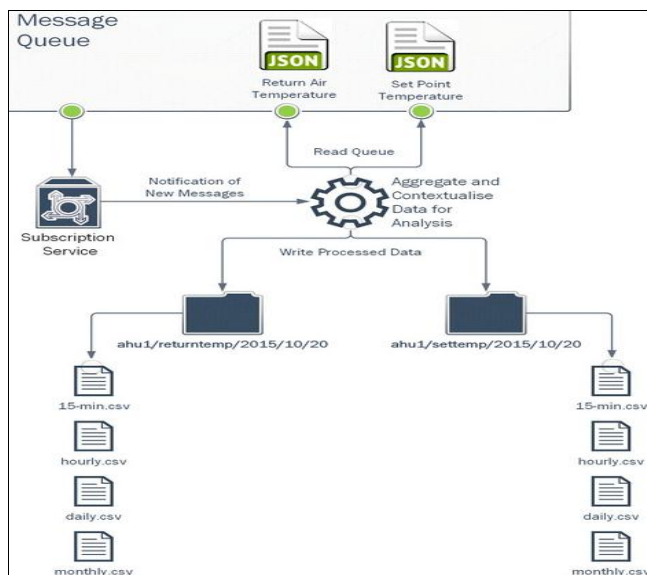 Message
Queue
JSON
JSON
Return Air
Temperature
Set Point
Temperature
Read Queue
Notification of
New Messages
Aggregate and
Contextualise
Data for
Analysis
Subscription
Service
Write Processed Data
ahu1/returntemp/2015/10/20
ahu1/settemp/2015/10/20
15-min.csv
hourly.csv
daily.csv
monthly.csv
15-min.csv
hourly.csv
daily.csv
monthly.csv